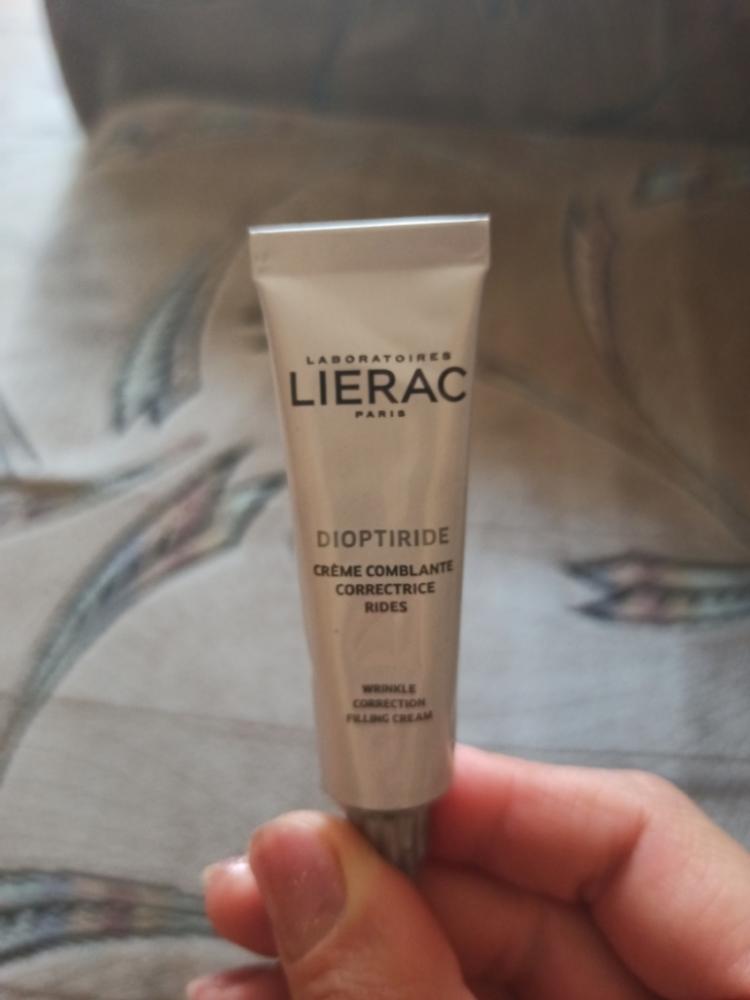 LABORATOIRES
LIERAC
PARIS
DIOPTIRIDE
CRÈME COMBLANTE
CORRECTRICE
RIDES
WRINKLE
CORRECTION
FILLING CREAM